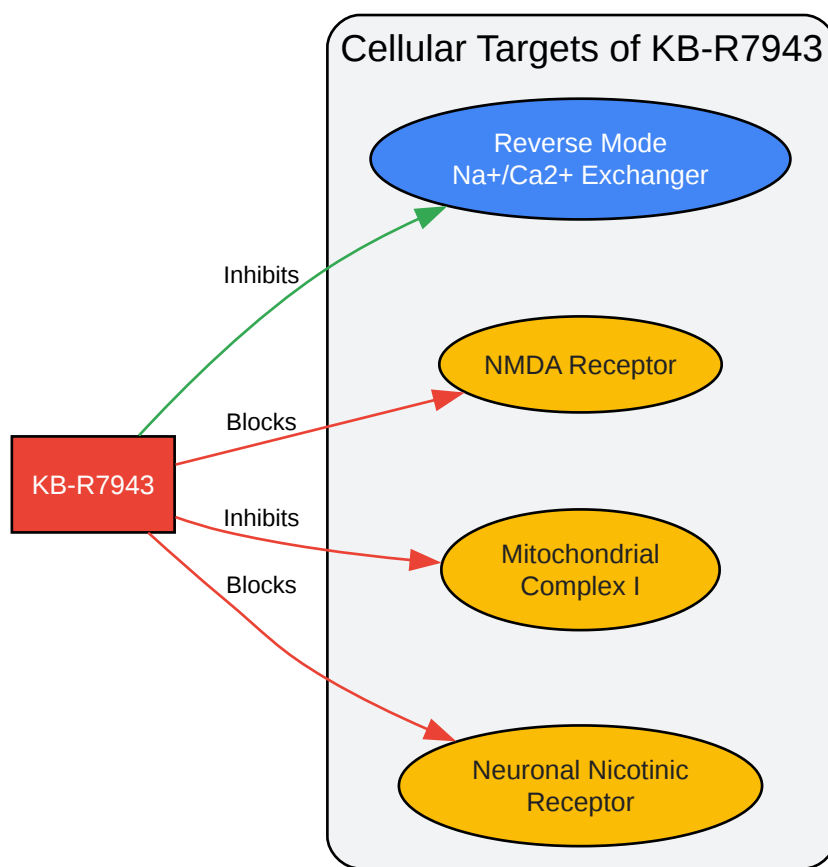 Cellular Targets of KB-R7943
Reverse Mode
Na+/Ca2+ Exchanger
Inhibits
NMDA Receptor
Blocks
KB-R7943
Inhibits
Mitochondrial
Complex I
Blocks
Neuronal Nicotinic
Receptor